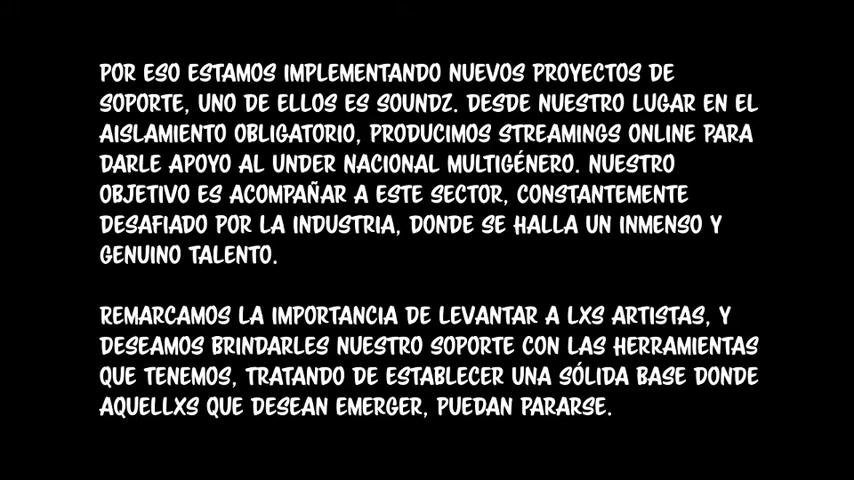 POR ESO ESTAMOS IMPLEMENTANDO NUEVOS PROYECTOS DE
SOPORTE, UNO DE ELLOS ES SOUNDZ. DESDE NUESTRO LUGAR EN EL
AISLAMIENTO OBLIGATORIO, PRODUCIMOS STREAMINGS ONLINE PARA
DARLE APOYO AL UNDER NACIONAL MULTIGÉNERO. NUESTRO
OBJETIVO ES ACOMPAÑAR A ESTE SECTOR, CONSTANTEMENTE
DESAFIADO POR LA INDUSTRIA, DONDE SE HALLA UN INMENSO Y
GENUINO TALENTO.
REMARCAMOS LA IMPORTANCIA DE LEVANTAR A LXS ARTISTAS, Y
DESEAMOS BRINDARLES NUESTRO SOPORTE CON LAS HERRAMIENTAS
QUE TENEMOS, TRATANDO DE ESTABLECER UNA SÓLIDA BASE DONDE
AQUELLXS QUE DESEAN EMERGER, PUEDAN PARARSE.